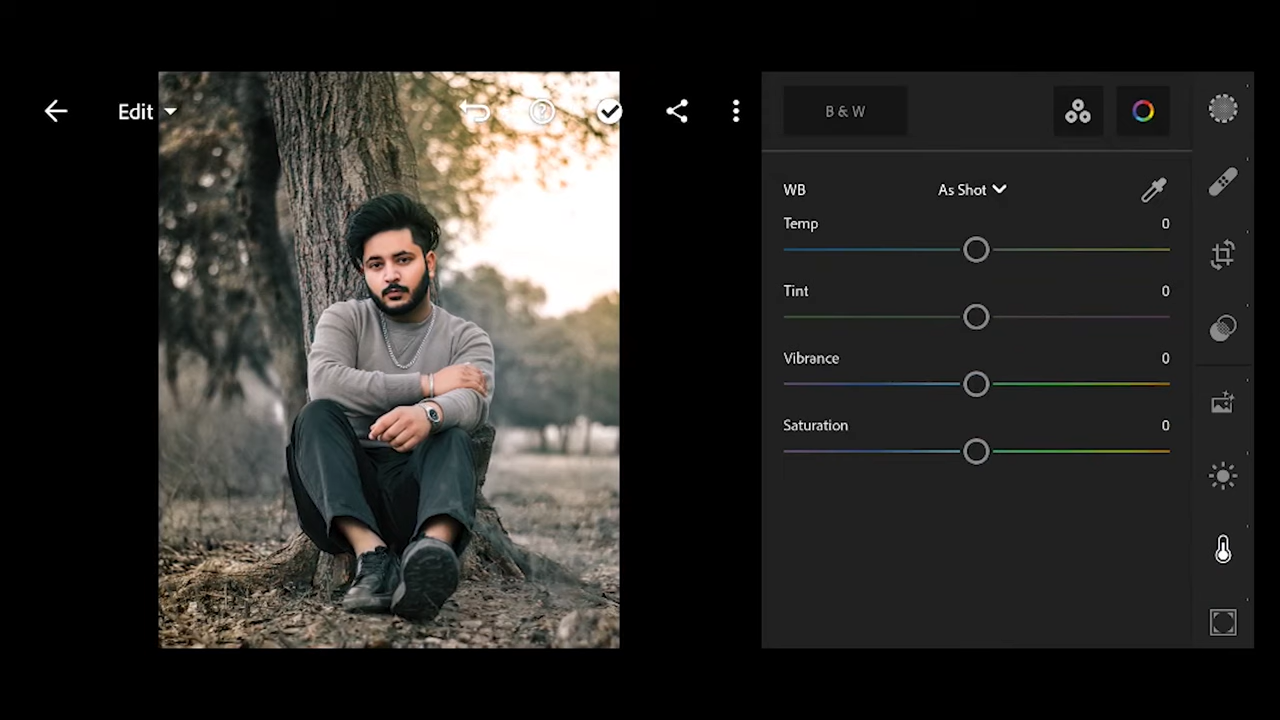 Edit
B & W
WB
As Shot
Temp
0
Tint
0
Vibrance
0
Saturation
0